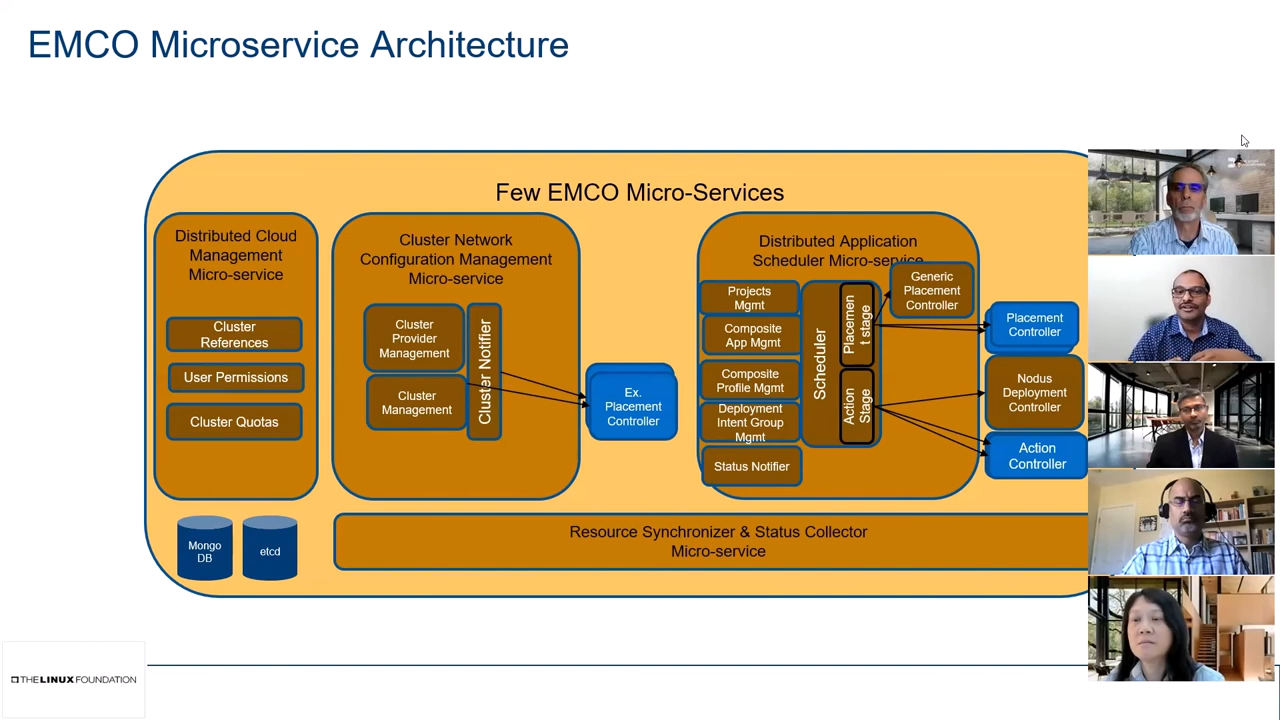 EMCO Microservice Architecture
Few EMCO Micro-Services
Distributed Cloud
Management
Micro-service
Cluster
References
User Permissions
Cluster Quotas
Mongo
DB
etcd
Cluster Network
Configuration Management
Micro-service
Cluster
Provider
Management
Cluster
Management
Cluster Notifier
Ex.
Placement
Controller
Distributed Application
Scheduler Micro-service
Projects
Mgmt
Composite
App Mgmt
Composite
Profile Mgmt
Deployment
Intent Group
Mgmt
Status Notifier
Scheduler
Placemen
t stage
Action
Stage
Generic
Placement
Controller
Placement
Controller
Nodus
Deployment
Controller
Action
Controller
Resource Synchronizer & Status Collector
Micro-service
THE LINUX FOUNDATION